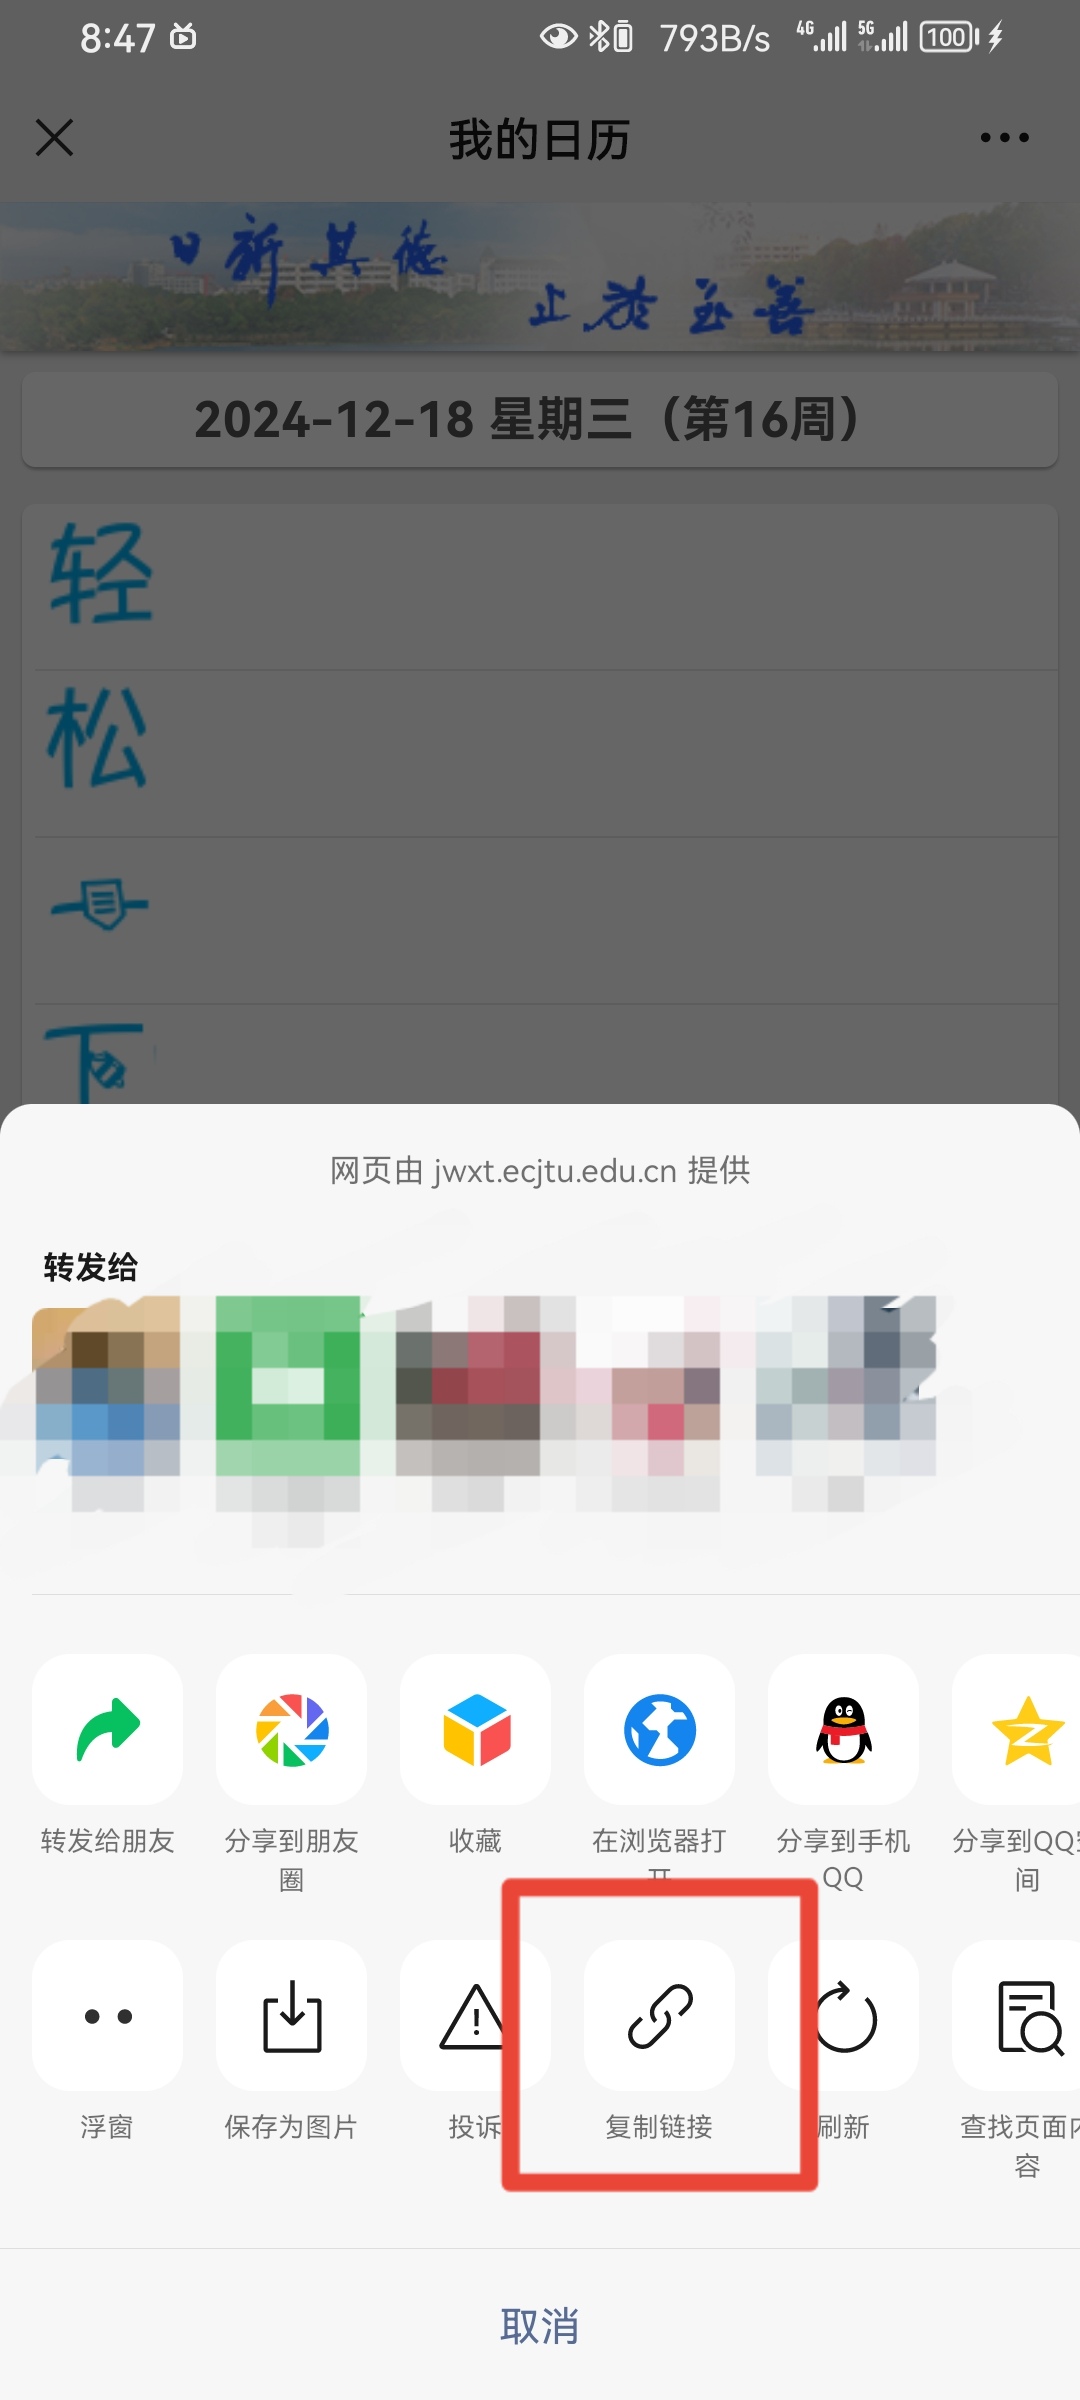 8:47 793B/s 4G 5G 100
我的日历
日新其德
止於至善
2024-12-18 星期三（第16周）
轻
松
一
下
网页由 jwxt.ecjtu.edu.cn 提供
转发给
转发给朋友 分享到朋友圈 收藏 在浏览器打开 分享到手机QQ 分享到QQ空间
浮窗 保存为图片 投诉 复制链接 刷新 查找页面内容
取消